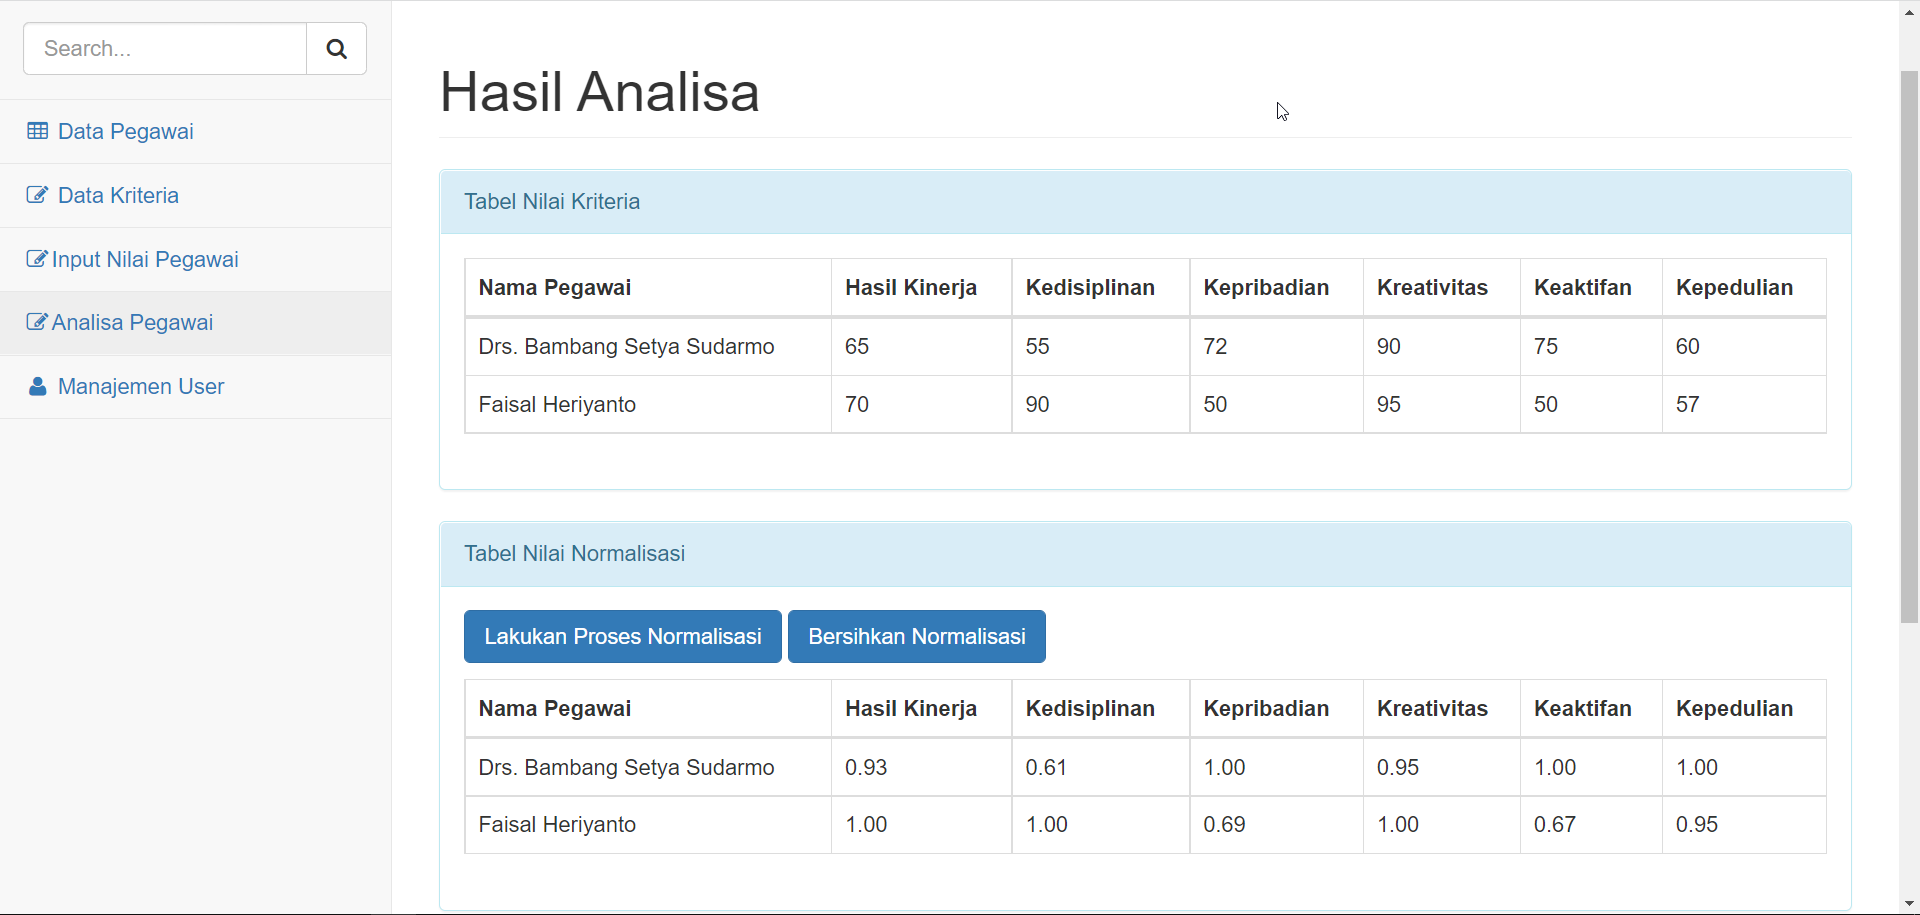 Search...
Data Pegawai
Data Kriteria
Input Nilai Pegawai
Analisa Pegawai
Manajemen User
Hasil Analisa
Tabel Nilai Kriteria
Nama Pegawai Hasil Kinerja Kedisiplinan Kepribadian Kreativitas Keaktifan Kepedulian
Drs. Bambang Setya Sudarmo 65 55 72 90 75 60
Faisal Heriyanto 70 90 50 95 50 57
Tabel Nilai Normalisasi
Lakukan Proses Normalisasi Bersihkan Normalisasi
Nama Pegawai Hasil Kinerja Kedisiplinan Kepribadian Kreativitas Keaktifan Kepedulian
Drs. Bambang Setya Sudarmo 0.93 0.61 1.00 0.95 1.00 1.00
Faisal Heriyanto 1.00 1.00 0.69 1.00 0.67 0.95